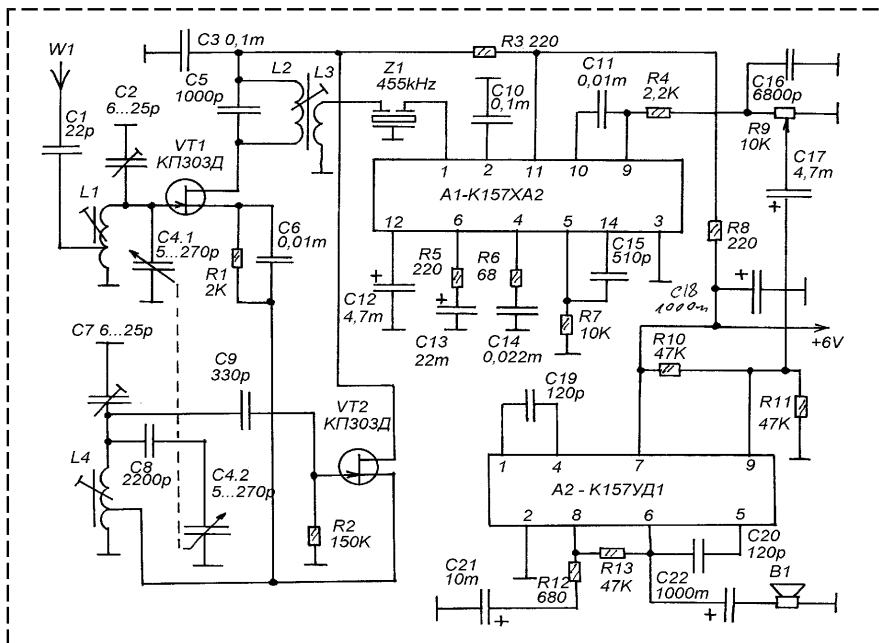 W1
C3 0,1m
R3 220
C5
1000p
L2
L3
Z1
455kHz
C10
0,1m
C11
0,01m
R4
2,2K
C16
6800p
R9
10K
C17
4,7m
+
C1
22p
C2
6...25p
VT1
КП303Д
L1
C4.1
5...270p
R1
2K
C6
0,01m
1
2
11
10
9
A1-К157ХА2
12
6
4
5
14
3
+
C12
4,7m
R5
220
+
C13
22m
R6
68
C14
0,022m
R7
10K
C15
510p
R8
220
C18
1000m
+
+6V
R10
47K
R11
47K
C7 6...25p
C9
330p
VT2
КП303Д
L4
C8
2200p
C4.2
5...270p
R2
150K
C19
120p
1
4
7
9
A2 - К157УД1
2
8
6
5
C20
120p
C21
10m
+
R12
680
R13
47K
C22
1000m
+
B1